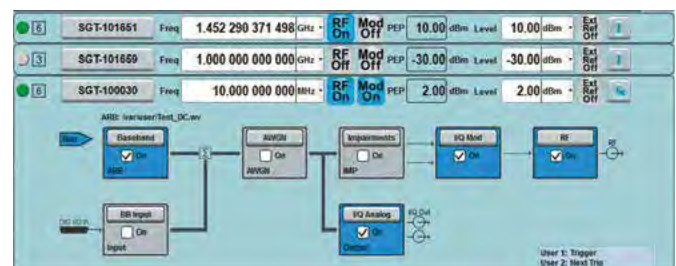 6 SGT-101651 Freq 1.452 290 371 498 GHz RF On Mod Off PEP 10.00 dBm Level 10.00 dBm Ext Ref Off
3 SGT-101659 Freq 1.000 000 000 000 GHz RF Off Mod Off PEP -30.00 dBm Level -30.00 dBm Ext Ref Off
6 SGT-100030 Freq 10.000 000 000 000 MHz RF On Mod On PEP 2.00 dBm Level 2.00 dBm Ext Ref Off
ARB: /var/user/Test_DC.wv
Baseband AWGN Impairments I/Q Mod RF RF
On On On On On
ARB AWGN IMP
BB Input I/Q Analog I/Q Out
On On
Input Output
User 1: Trigger
User 2: Next Trig